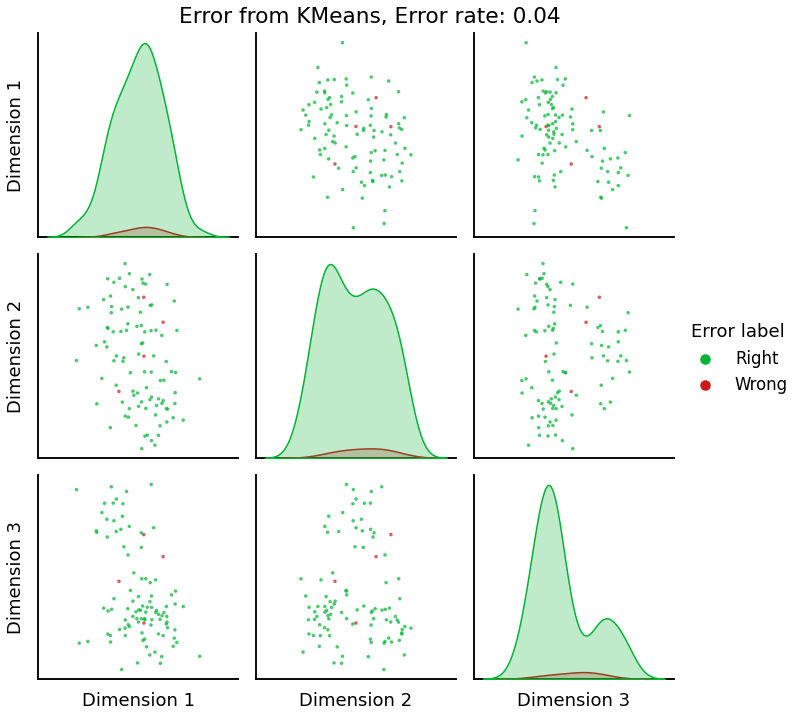 Error from KMeans, Error rate: 0.04
Dimension 1
Dimension 2
Dimension 3
Error label
Right
Wrong
Dimension 1
Dimension 2
Dimension 3